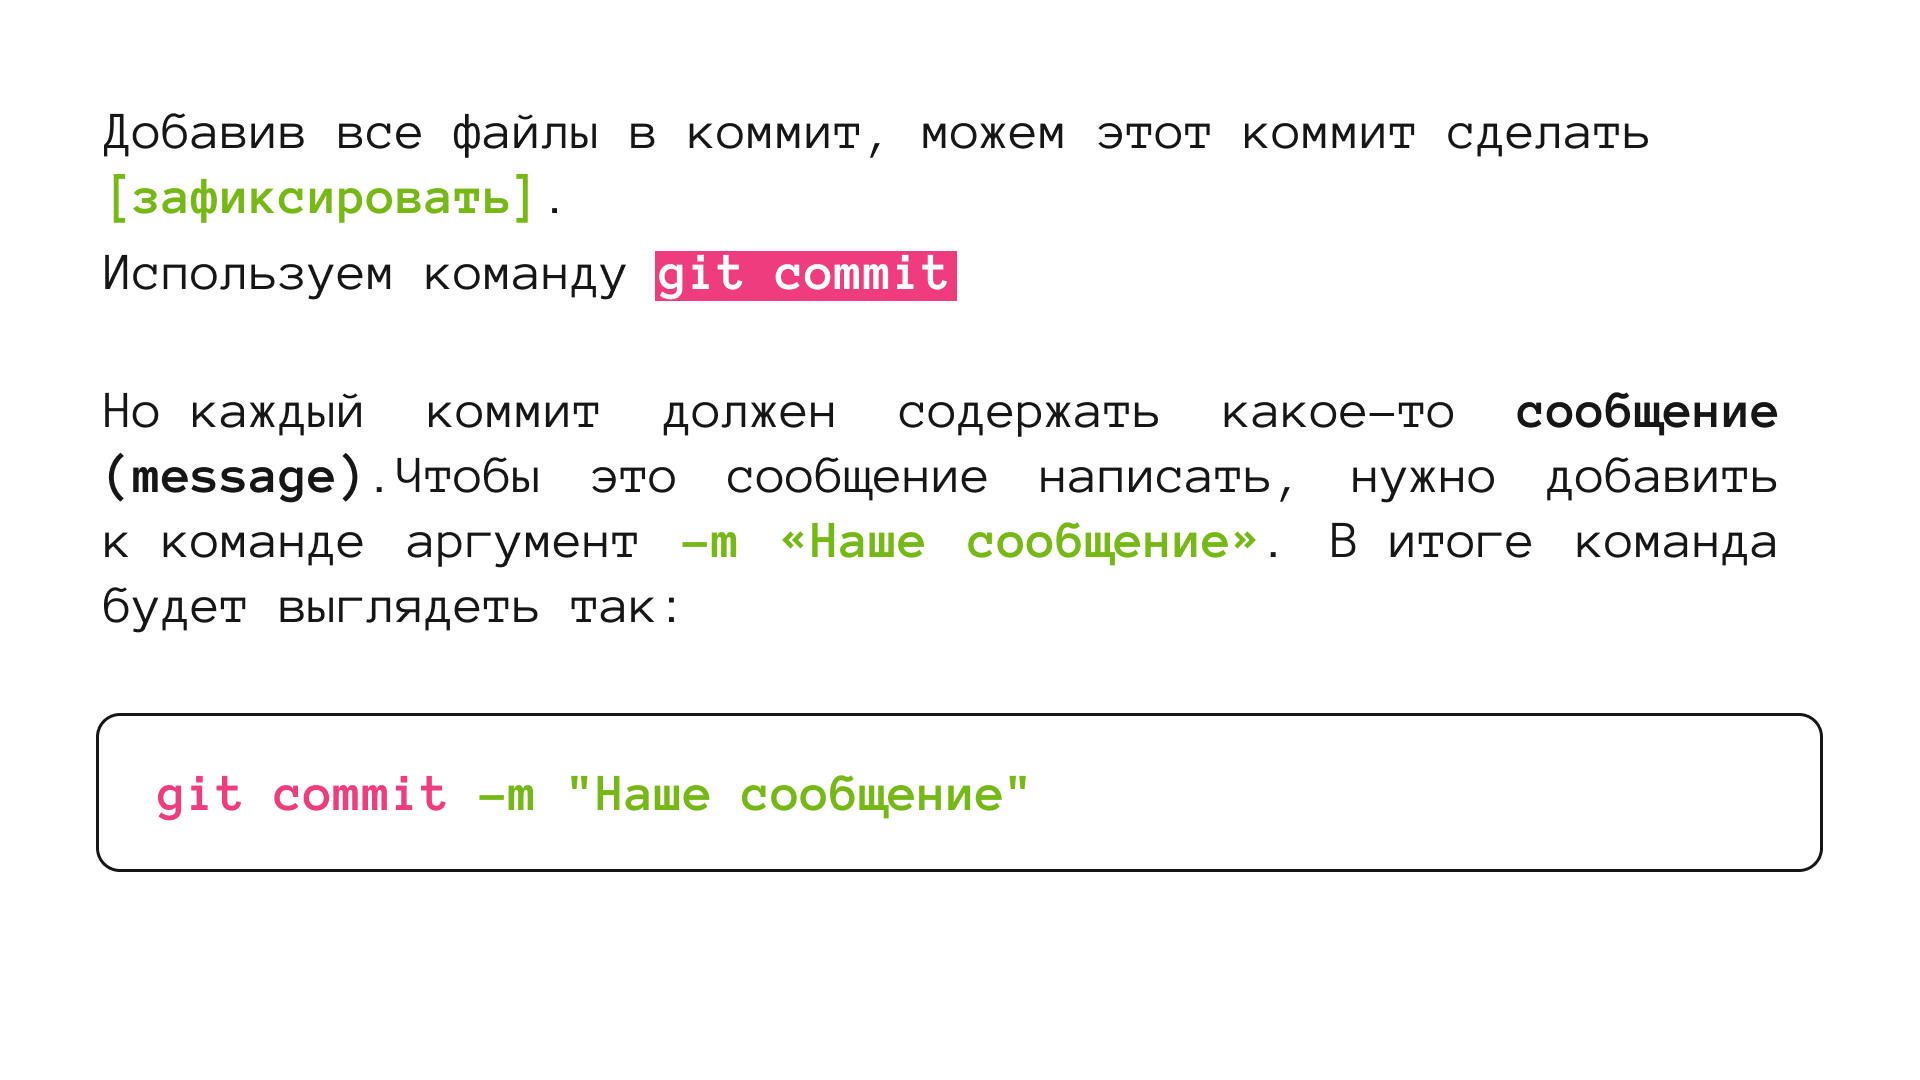 Добавив все файлы в коммит, можем этот коммит сделать
[зафиксировать].
Используем команду git commit
Но каждый коммит должен содержать какое-то сообщение
(message).Чтобы это сообщение написать, нужно добавить
к команде аргумент -m «Наше сообщение». В итоге команда
будет выглядеть так:
git commit -m "Наше сообщение"